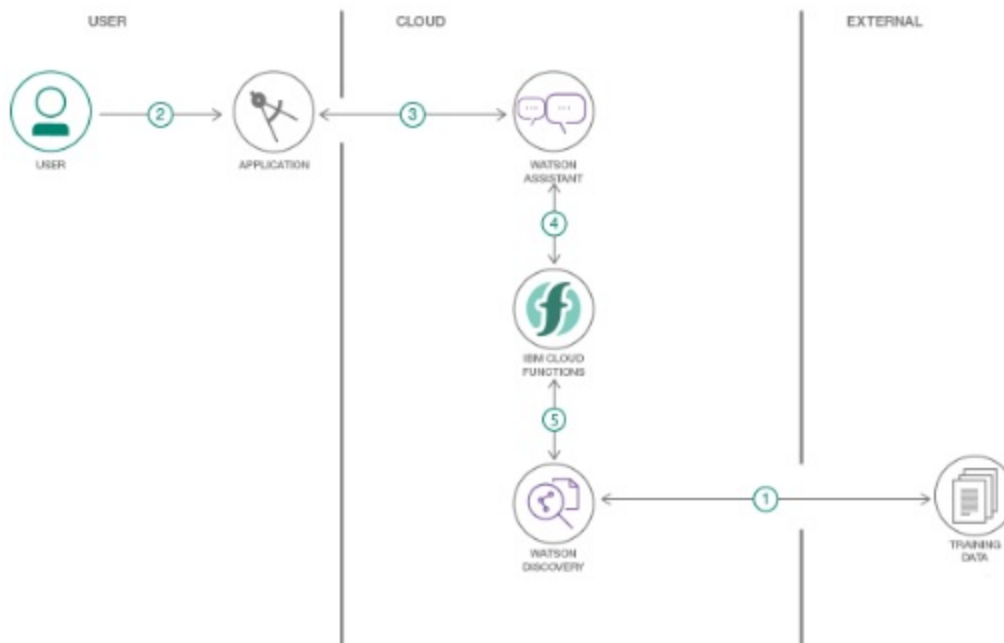 USER
CLOUD
EXTERNAL
2
3
USER
APPLICATION
WATSON
ASSISTANT
4
IBM CLOUD
FUNCTIONS
5
1
WATSON
DISCOVERY
TRAINING
DATA